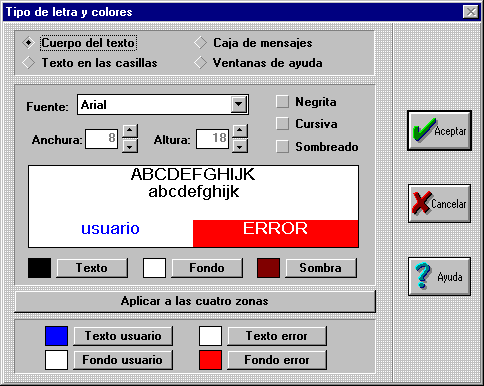 Tipo de letra y colores
Cuerpo del texto
Caja de mensajes
Texto en las casillas
Ventanas de ayuda
Fuente: Arial
Negrita
Cursiva
Anchura: 8 Altura: 18
Sombreado
ABCDEFGHIJK
abcdefghijk
usuario ERROR
Texto Fondo Sombra
Aplicar a las cuatro zonas
Texto usuario Texto error
Fondo usuario Fondo error
Aceptar
Cancelar
Ayuda